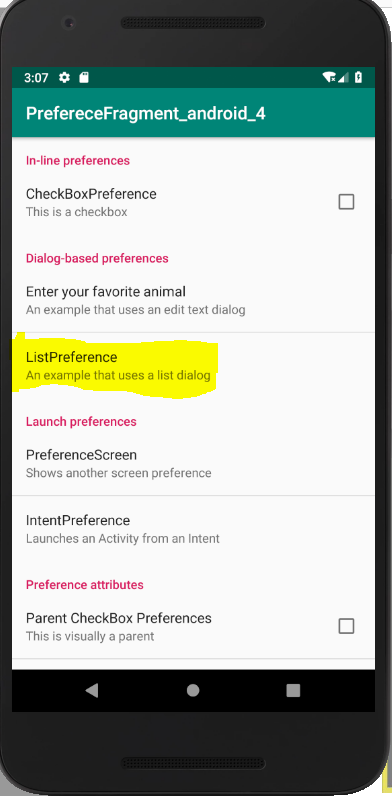 3:07
PrefereceFragment_android_4
In-line preferences
CheckBoxPreference
This is a checkbox
Dialog-based preferences
Enter your favorite animal
An example that uses an edit text dialog
ListPreference
An example that uses a list dialog
Launch preferences
PreferenceScreen
Shows another screen preference
IntentPreference
Launches an Activity from an Intent
Preference attributes
Parent CheckBox Preferences
This is visually a parent